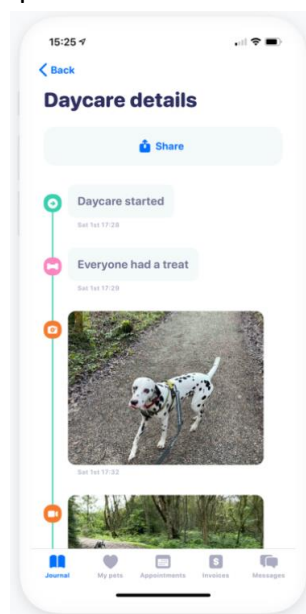 15:25
Back
Daycare details
Share
Daycare started
Sat 1st 17:28
Everyone had a treat
Sat 1st 17:29
Sat 1st 17:32
Journal
My pets
Appointments
Invoices
Messages